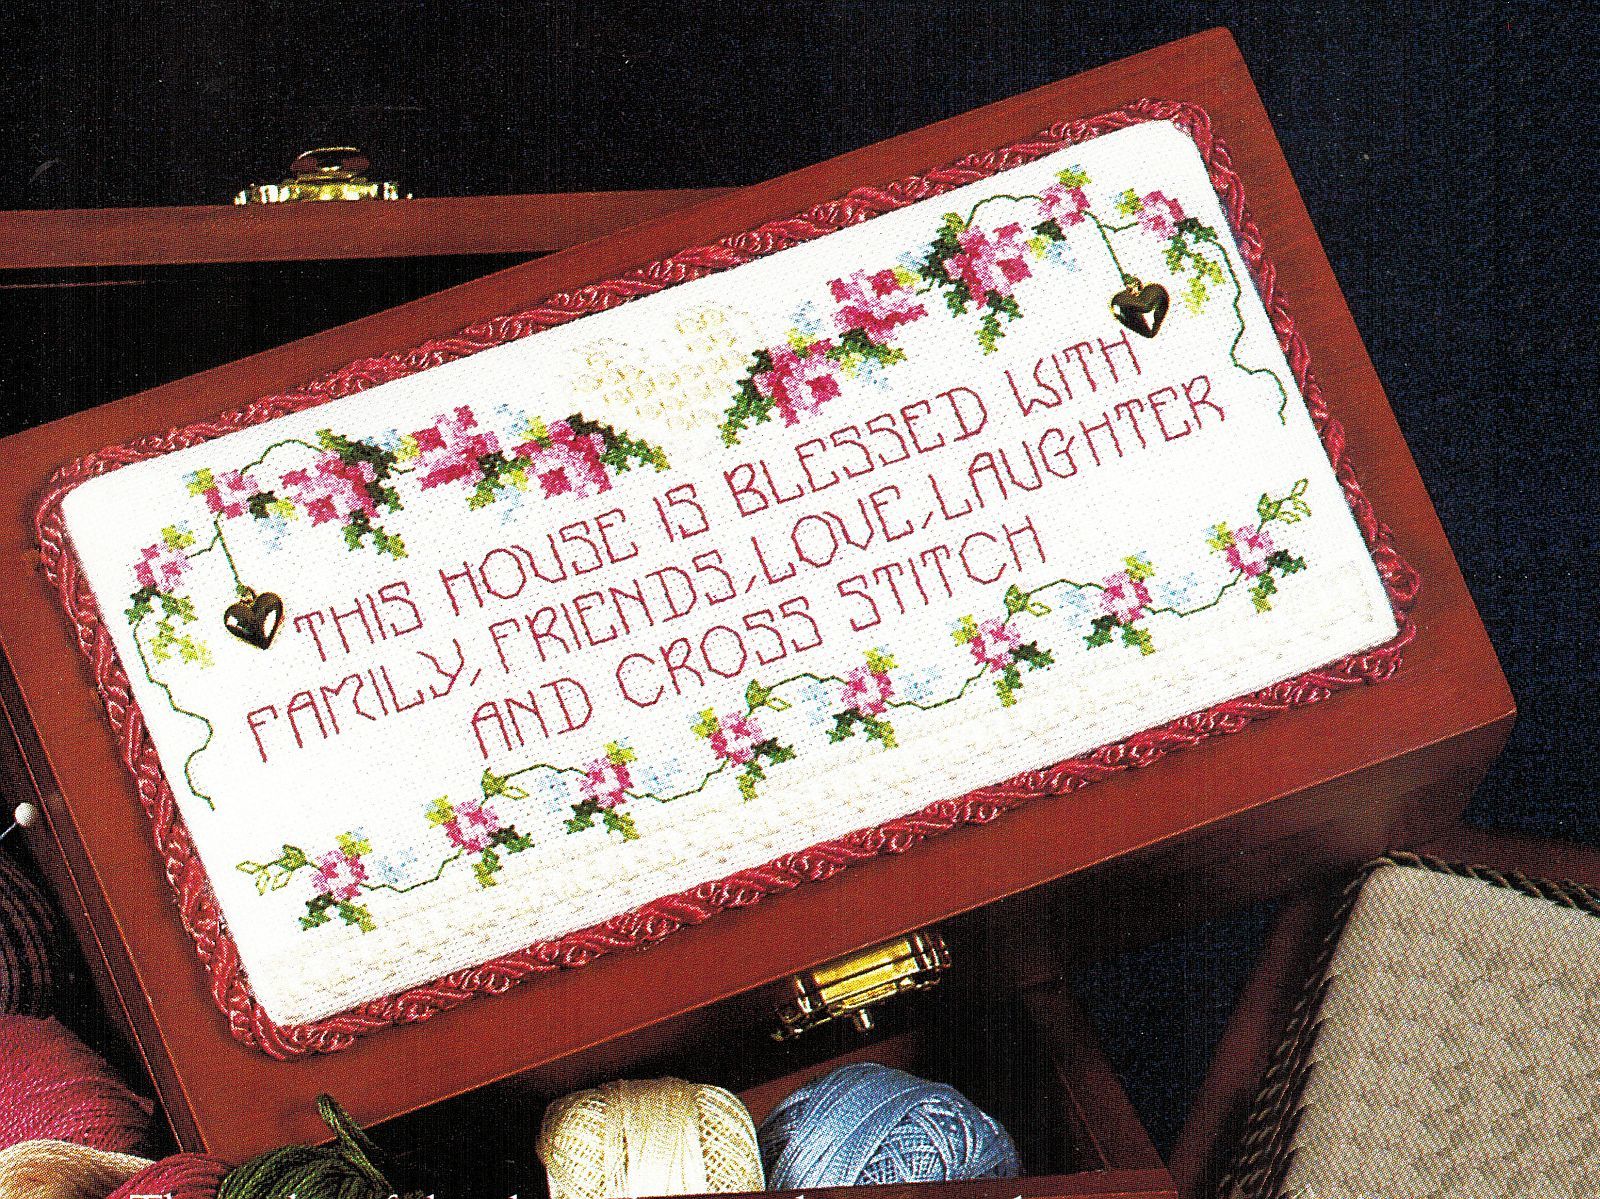 THIS HOUSE IS BLESSED WITH
FAMILY, FRIENDS, LOVE, LAUGHTER
AND CROSS STITCH